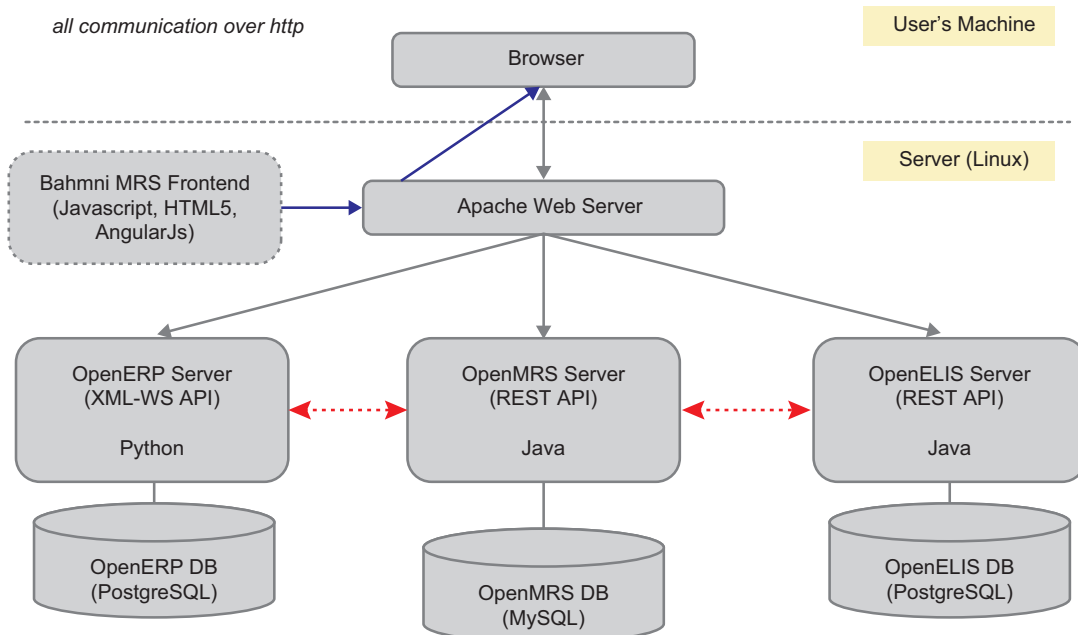 all communication over http
User's Machine
Browser
Server (Linux)
Bahmni MRS Frontend
(Javascript, HTML5,
AngularJs)
Apache Web Server
OpenERP Server
(XML-WS API)
Python
OpenMRS Server
(REST API)
Java
OpenELIS Server
(REST API)
Java
OpenERP DB
(PostgreSQL)
OpenMRS DB
(MySQL)
OpenELIS DB
(PostgreSQL)